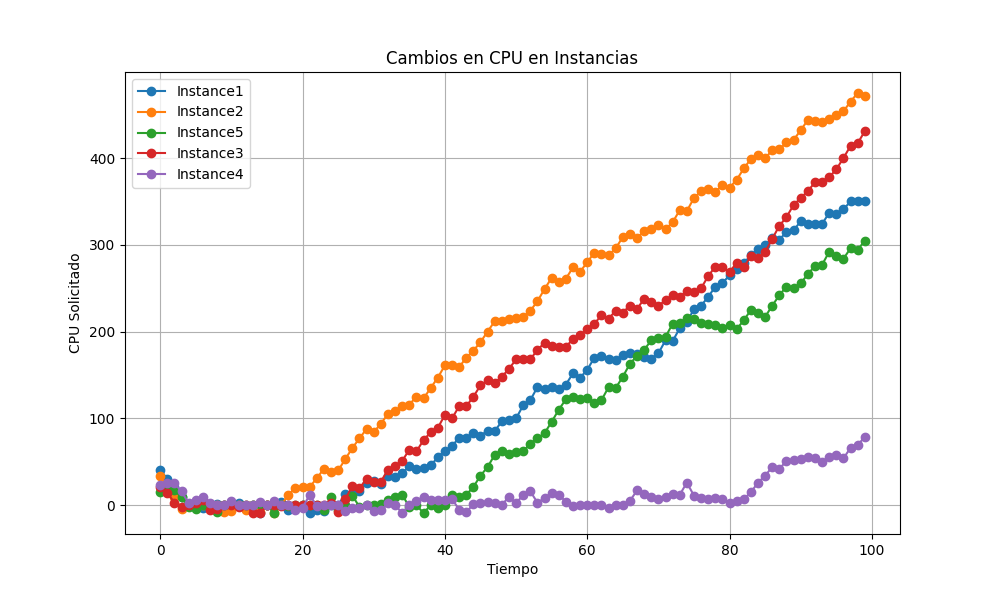 Cambios en CPU en Instancias
Instance1
Instance2
Instance5
Instance3
Instance4
CPU Solicitado
400
300
200
100
0
0
20
40
60
80
100
Tiempo